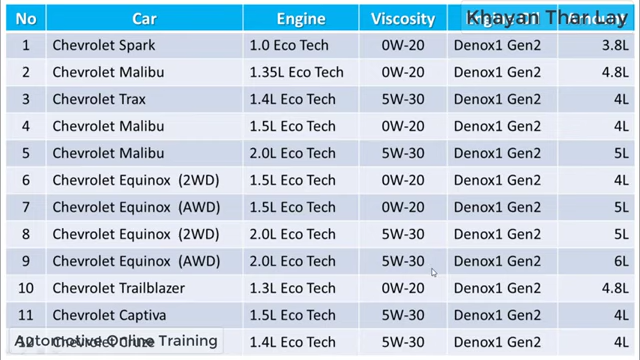 No Car Engine Viscosity Amount
Khayan Thar Lay
1 Chevrolet Spark 1.0 Eco Tech 0W-20 Denox1 Gen2 3.8L
2 Chevrolet Malibu 1.35L Eco Tech 0W-20 Denox1 Gen2 4.8L
3 Chevrolet Trax 1.4L Eco Tech 5W-30 Denox1 Gen2 4L
4 Chevrolet Malibu 1.5L Eco Tech 0W-20 Denox1 Gen2 4L
5 Chevrolet Malibu 2.0L Eco Tech 5W-30 Denox1 Gen2 5L
6 Chevrolet Equinox (2WD) 1.5L Eco Tech 0W-20 Denox1 Gen2 4L
7 Chevrolet Equinox (AWD) 1.5L Eco Tech 0W-20 Denox1 Gen2 5L
8 Chevrolet Equinox (2WD) 2.0L Eco Tech 5W-30 Denox1 Gen2 5L
9 Chevrolet Equinox (AWD) 2.0L Eco Tech 5W-30 Denox1 Gen2 6L
10 Chevrolet Trailblazer 1.3L Eco Tech 0W-20 Denox1 Gen2 4.8L
11 Chevrolet Captiva 1.5L Eco Tech 5W-30 Denox1 Gen2 4L
12 Chevrolet Cruze 1.4L Eco Tech 5W-30 Denox1 Gen2 4L
Automotive Online Training